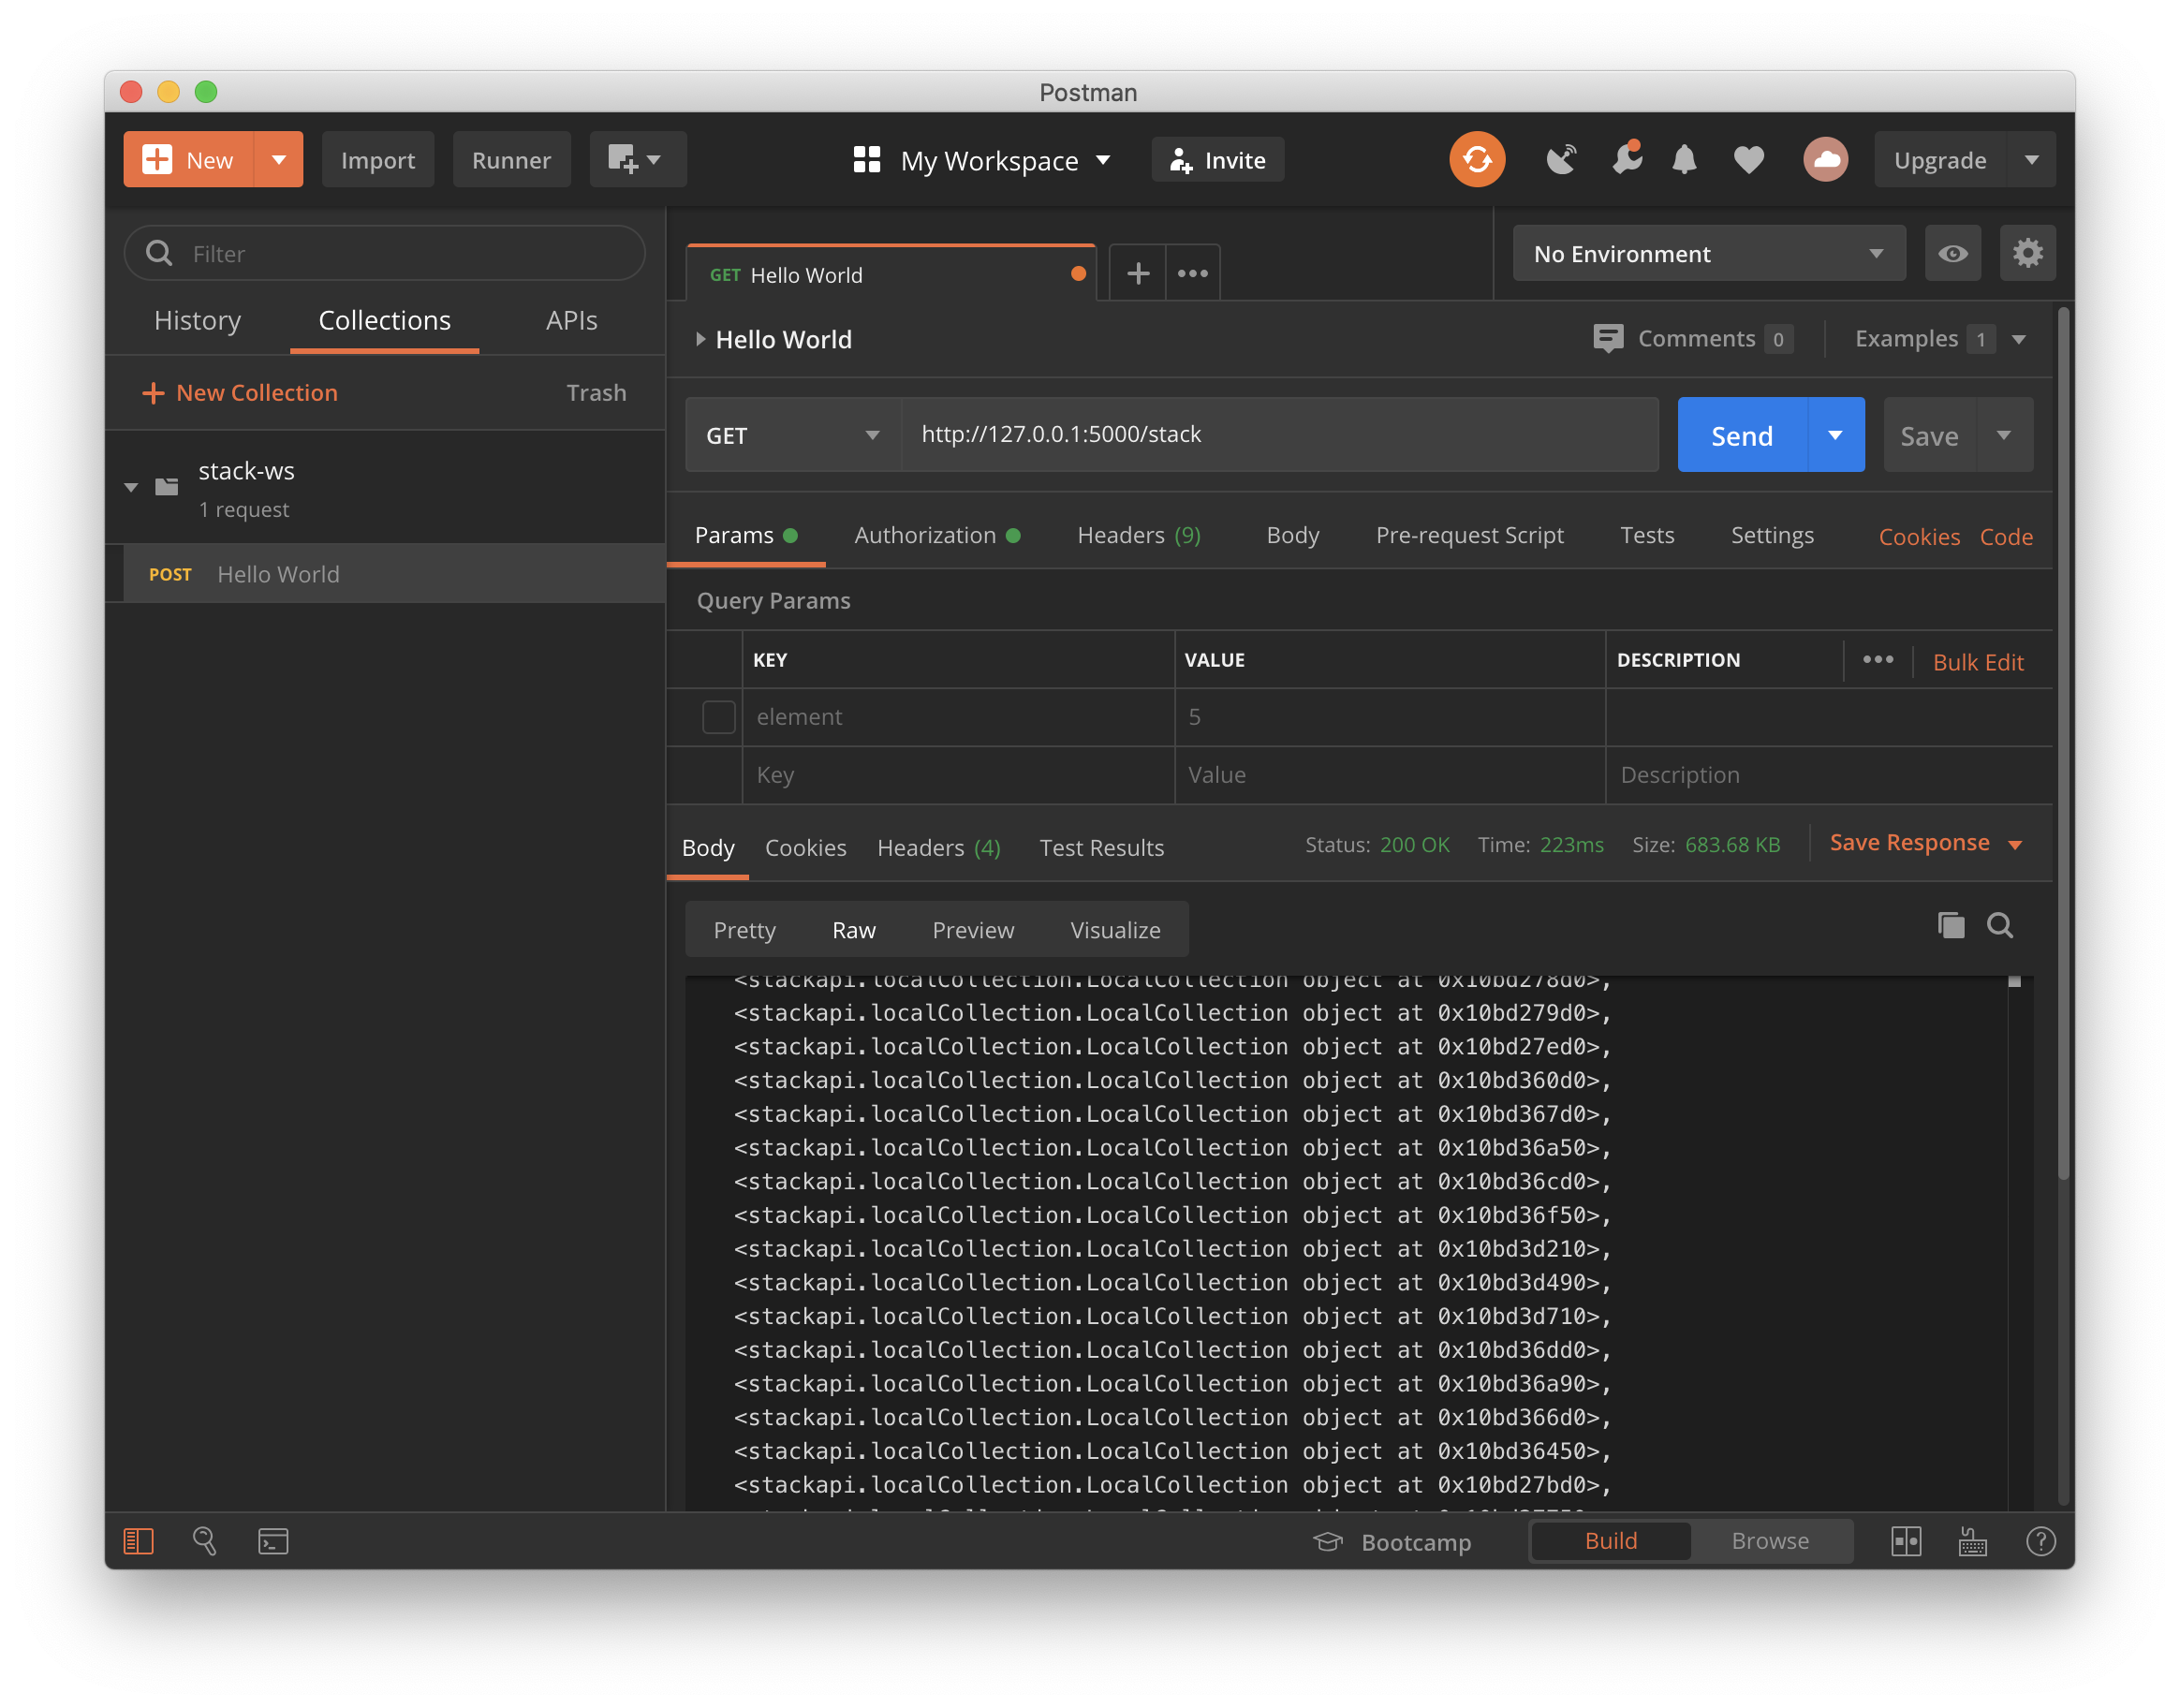 Postman
New
Import
Runner
My Workspace
Invite
Upgrade
Filter
History
Collections
APIs
New Collection
Trash
stack-ws
1 request
POST Hello World
GET Hello World
No Environment
Hello World
Comments 0
Examples 1
GET
http://127.0.0.1:5000/stack
Send
Save
Params
Authorization
Headers (9)
Body
Pre-request Script
Tests
Settings
Cookies
Code
Query Params
KEY VALUE DESCRIPTION
Bulk Edit
element 5
Key Value Description
Body
Cookies
Headers (4)
Test Results
Status: 200 OK
Time: 223ms
Size: 683.68 KB
Save Response
Pretty
Raw
Preview
Visualize
<stackapi.localCollection.LocalCollection object at 0x10bd278d0>,
<stackapi.localCollection.LocalCollection object at 0x10bd279d0>,
<stackapi.localCollection.LocalCollection object at 0x10bd27ed0>,
<stackapi.localCollection.LocalCollection object at 0x10bd360d0>,
<stackapi.localCollection.LocalCollection object at 0x10bd367d0>,
<stackapi.localCollection.LocalCollection object at 0x10bd36a50>,
<stackapi.localCollection.LocalCollection object at 0x10bd36cd0>,
<stackapi.localCollection.LocalCollection object at 0x10bd36f50>,
<stackapi.localCollection.LocalCollection object at 0x10bd3d210>,
<stackapi.localCollection.LocalCollection object at 0x10bd3d490>,
<stackapi.localCollection.LocalCollection object at 0x10bd3d710>,
<stackapi.localCollection.LocalCollection object at 0x10bd36dd0>,
<stackapi.localCollection.LocalCollection object at 0x10bd36a90>,
<stackapi.localCollection.LocalCollection object at 0x10bd366d0>,
<stackapi.localCollection.LocalCollection object at 0x10bd36450>,
<stackapi.localCollection.LocalCollection object at 0x10bd27bd0>,
Bootcamp
Build
Browse